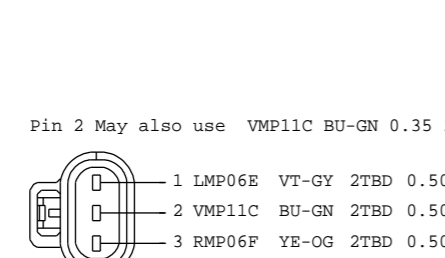 Pin 2 May also use VMP11C BU-GN 0.35
1 LMP06E VT-GY 2TBD 0.50
2 VMP11C BU-GN 2TBD 0.50
3 RMP06F YE-OG 2TBD 0.50